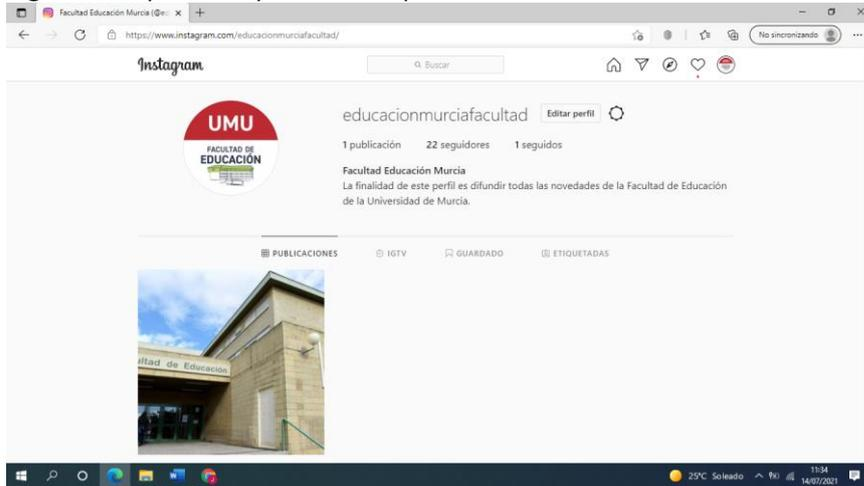 Facultad Educación Murcia (@ec
https://www.instagram.com/educacionmurciafacultad/
No sincronizando
Instagram
Buscar
UMU
FACULTAD DE
EDUCACIÓN
educacionmurciafacultad Editar perfil
1 publicación 22 seguidores 1 seguidos
Facultad Educación Murcia
La finalidad de este perfil es difundir todas las novedades de la Facultad de Educación
de la Universidad de Murcia.
PUBLICACIONES IGTV GUARDADO ETIQUETADAS
ultad de Educación
25°C Soleado
11:34
14/07/2021